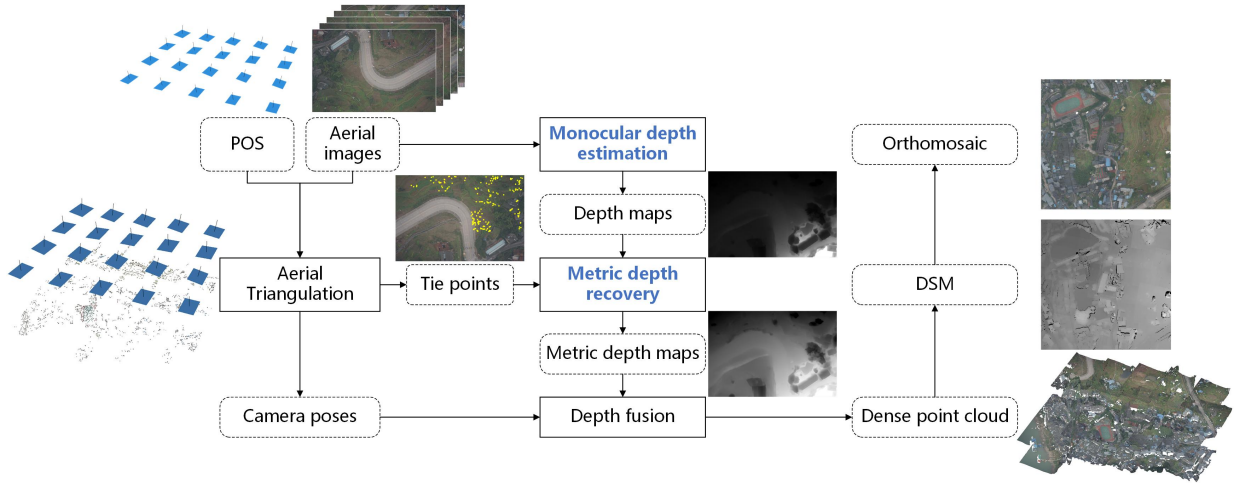 POS
Aerial
images
Monocular depth
estimation
Orthomosaic
Depth maps
Aerial
Triangulation
Tie points
Metric depth
recovery
DSM
Metric depth maps
Camera poses
Depth fusion
Dense point cloud